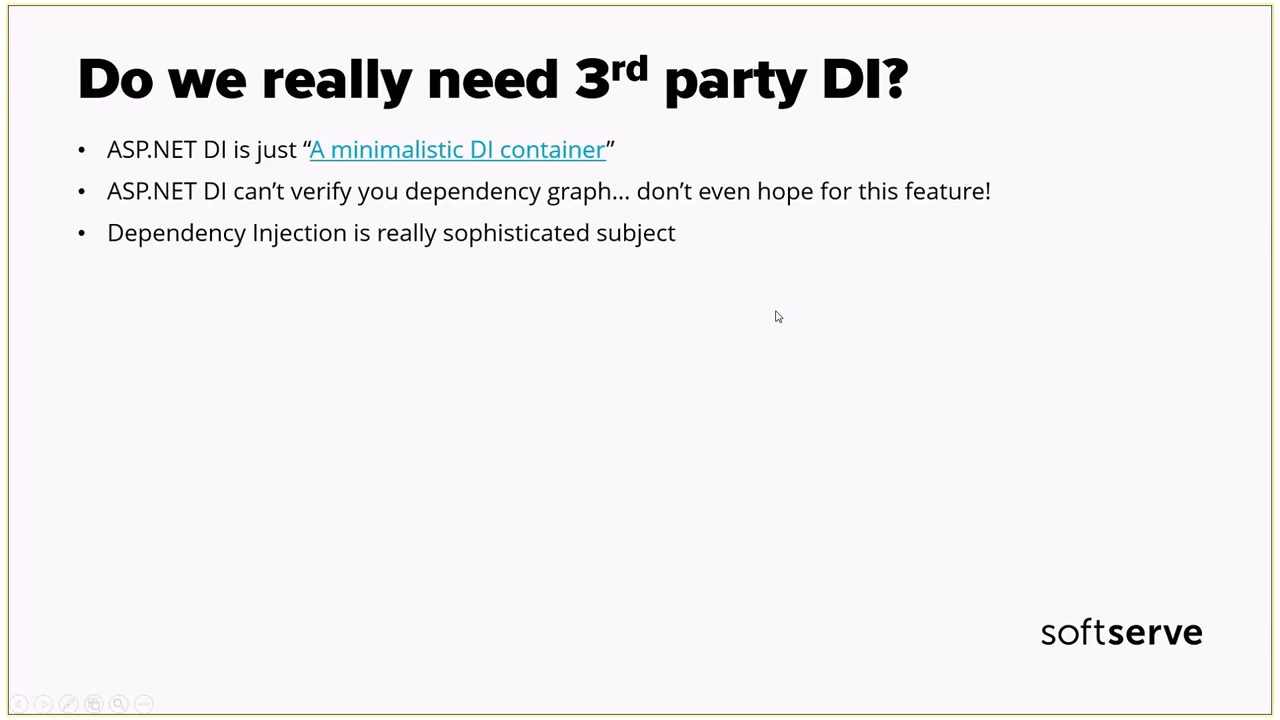 Do we really need 3rd party DI?
• ASP.NET DI is just “A minimalistic DI container”
• ASP.NET DI can’t verify you dependency graph… don’t even hope for this feature!
• Dependency Injection is really sophisticated subject
softserve